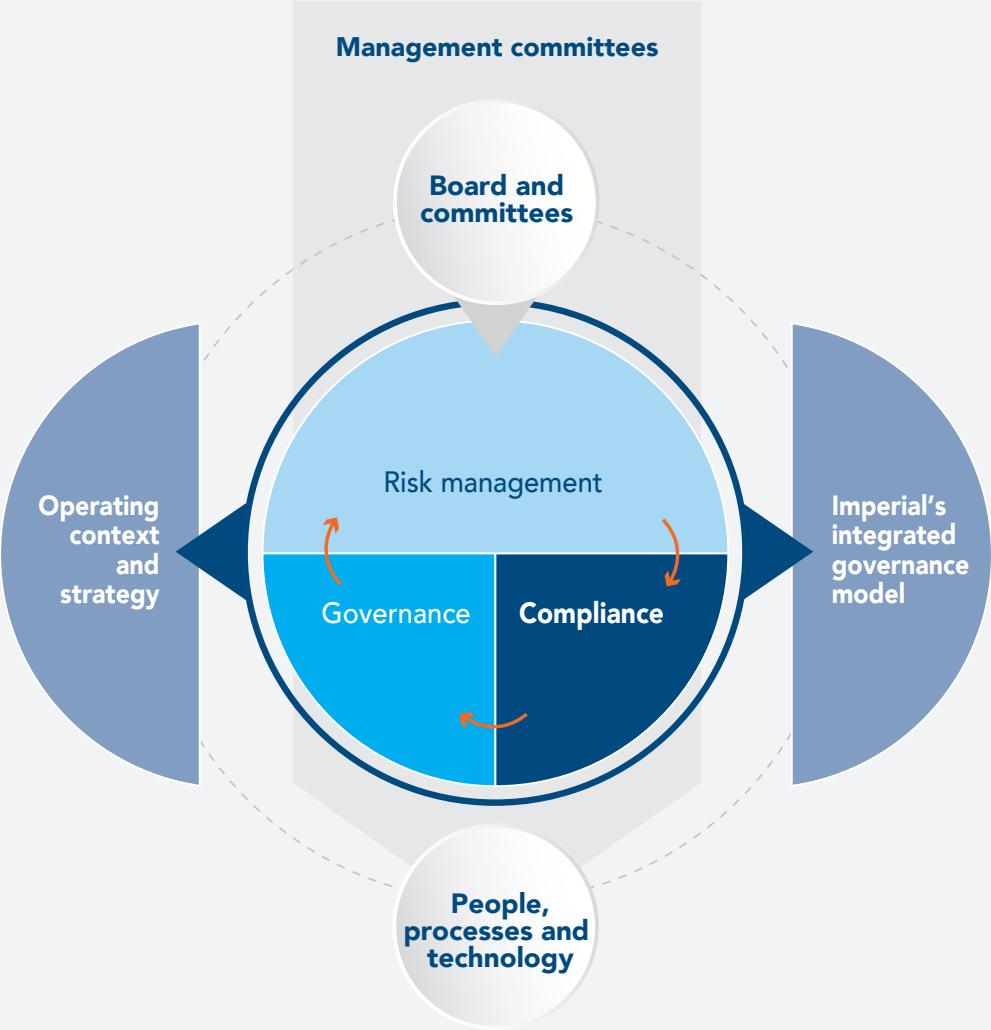 Management committees
Board and
committees
Risk management
Operating
context
and
strategy
Imperial’s
integrated
governance
model
Governance
Compliance
People,
processes and
technology